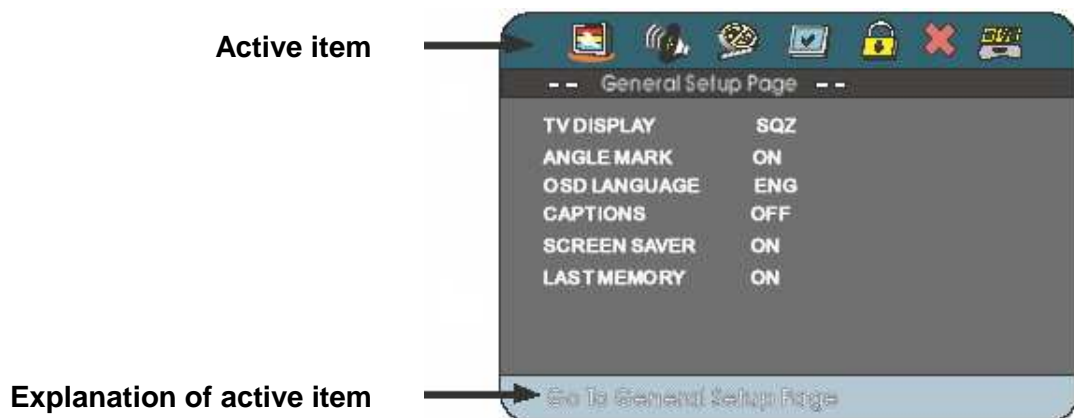 Active item
-- General Setup Page --
TV DISPLAY SQZ
ANGLE MARK ON
OSD LANGUAGE ENG
CAPTIONS OFF
SCREEN SAVER ON
LAST MEMORY ON
Explanation of active item
Go To General Setup Page